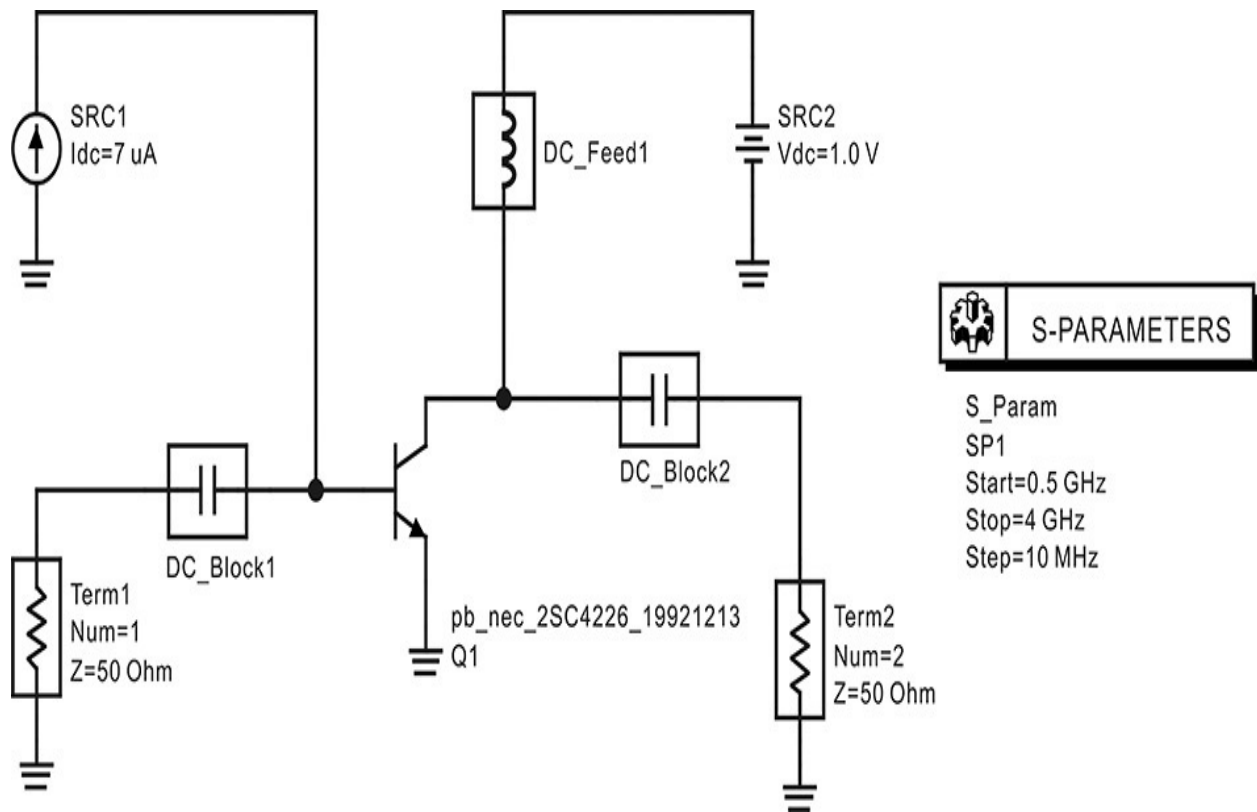 SRC1
Idc=7 uA
DC_Feed1
SRC2
Vdc=1.0 V
S-PARAMETERS
S_Param
SP1
Start=0.5 GHz
Stop=4 GHz
Step=10 MHz
DC_Block2
DC_Block1
Term1
Num=1
Z=50 Ohm
pb_nec_2SC4226_19921213
Q1
Term2
Num=2
Z=50 Ohm